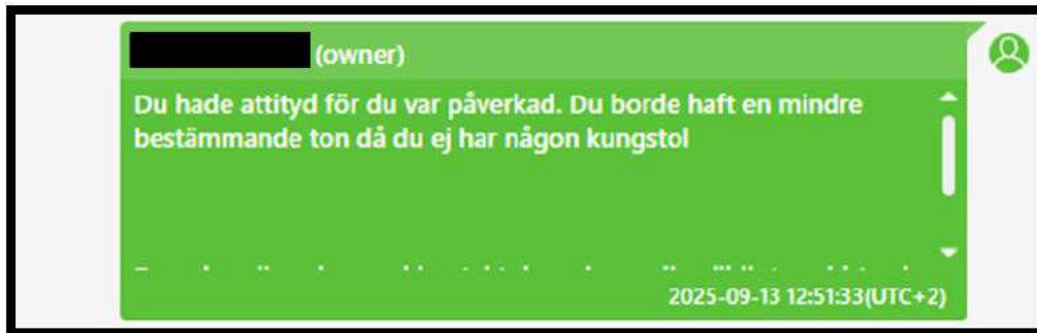 (owner)
Du hade attityd för du var påverkad. Du borde haft en mindre
bestämmande ton då du ej har någon kungstol
2025-09-13 12:51:33(UTC+2)